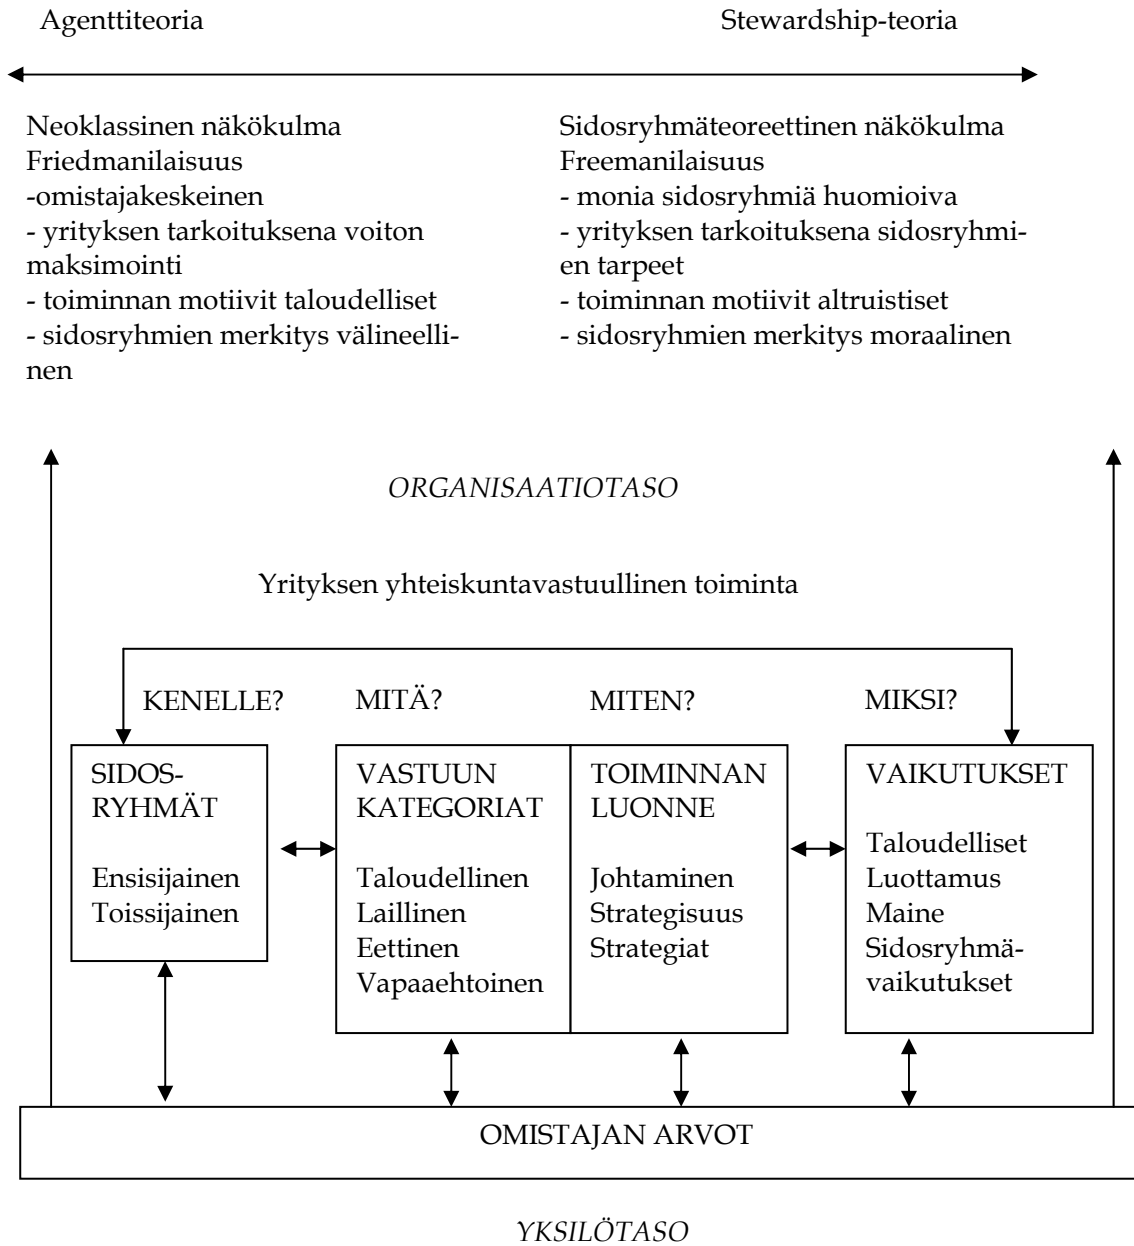 Agenttiteoria
Stewardship-teoria
Neoklassinen näkökulma
Friedmanilaisuus
-omistajakeskeinen
- yrityksen tarkoituksena voiton
maksimointi
- toiminnan motiivit taloudelliset
- sidosryhmien merkitys välineelli-
nen
Sidosryhmäteoreettinen näkökulma
Freemanilaisuus
- monia sidosryhmiä huomioiva
- yrityksen tarkoituksena sidosryhmi-
en tarpeet
- toiminnan motiivit altruistiset
- sidosryhmien merkitys moraalinen
ORGANISAATIOTASO
Yrityksen yhteiskuntavastuullinen toiminta
KENELLE?
SIDOS-
RYHMÄT
Ensisijainen
Toissijainen
MITÄ?
VASTUUN
KATEGORIAT
Taloudellinen
Laillinen
Eettinen
Vapaaehtoinen
MITEN?
TOIMINNAN
LUONNE
Johtaminen
Strategisuus
Strategiat
MIKSI?
VAIKUTUKSET
Taloudelliset
Luottamus
Maine
Sidosryhmä-
vaikutukset
OMISTAJAN ARVOT
YKSILÖTASO